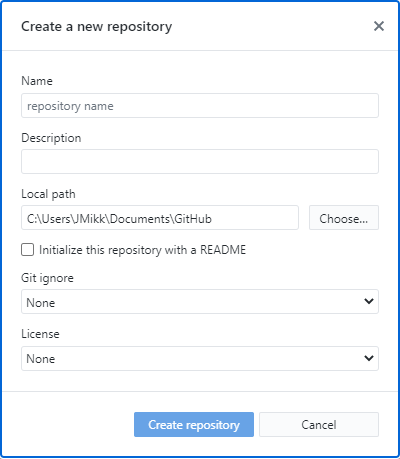 Create a new repository
Name
repository name
Description
Local path
C:\Users\JMikk\Documents\GitHub
Choose...
Initialize this repository with a README
Git ignore
None
License
None
Create repository
Cancel